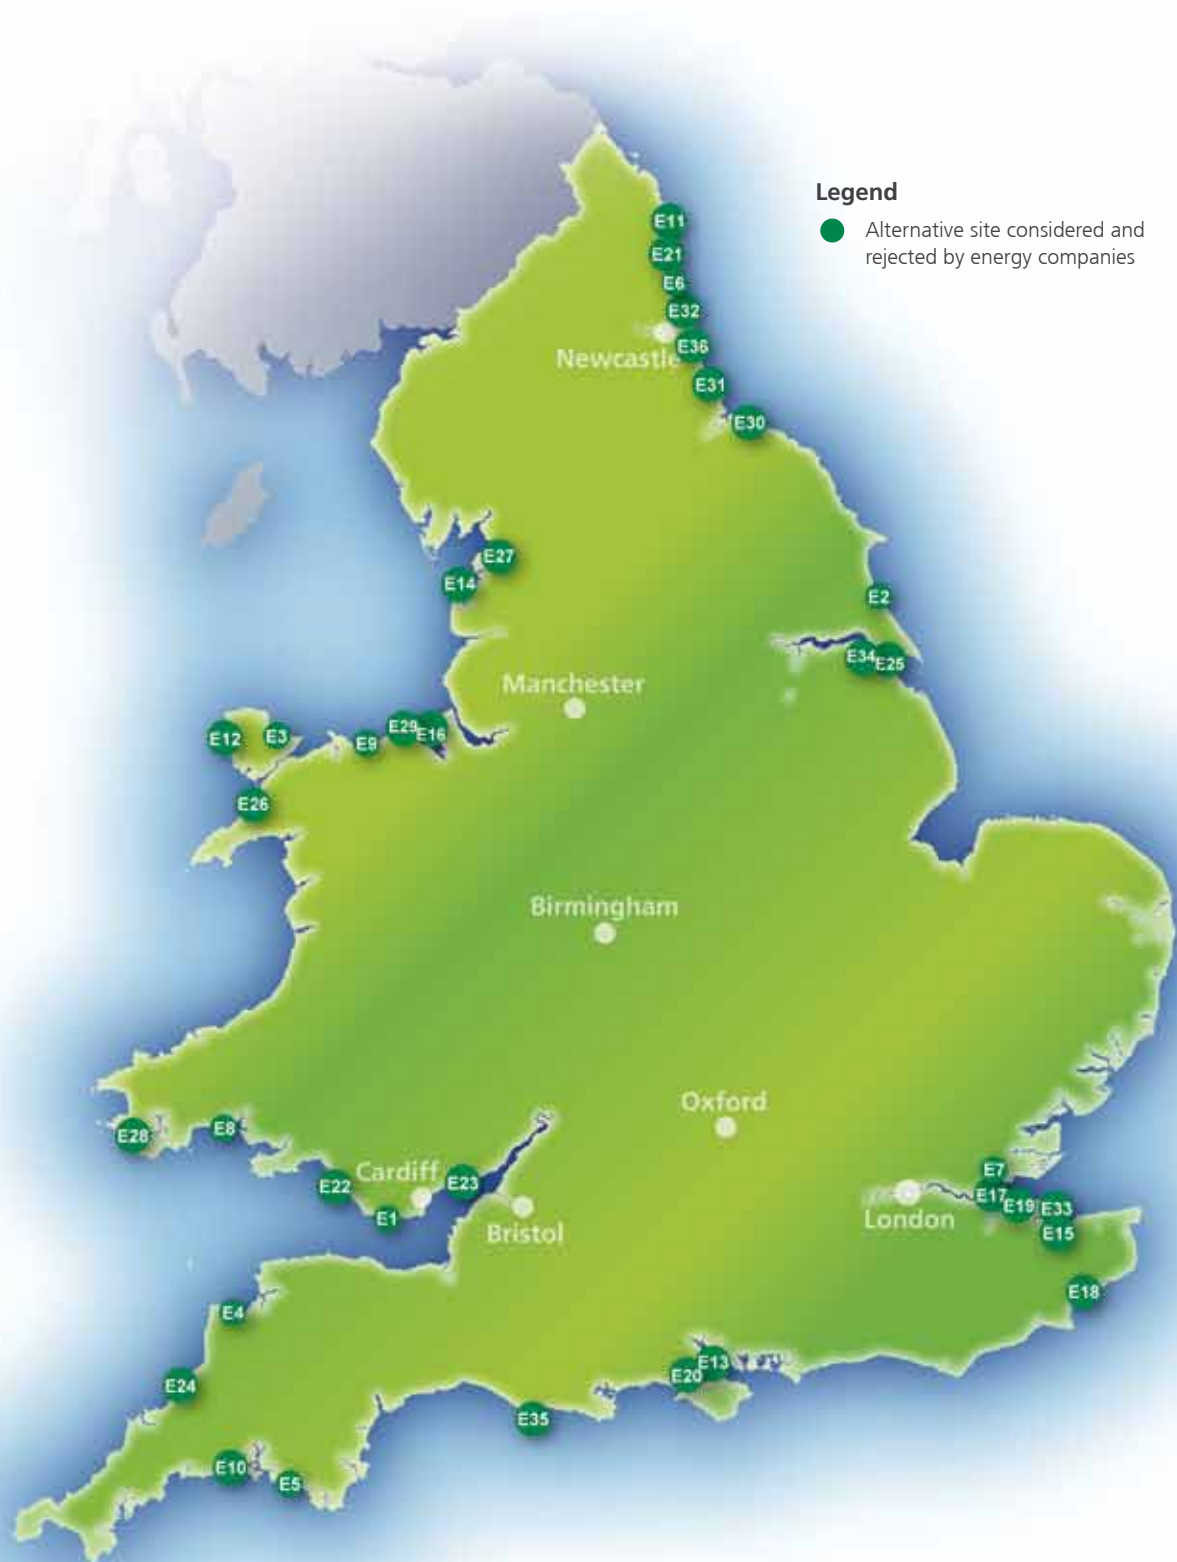 Legend
Alternative site considered and
rejected by energy companies
E11
E21
E6
E32
Newcastle
E36
E31
E30
E27
E14
E2
E34
E25
Manchester
E12
E3
E9
E29
E16
E26
Birmingham
Oxford
E28
E8
E22
Cardiff
E23
E1
Bristol
London
E7
E17
E19
E33
E15
E18
E4
E24
E13
E20
E35
E10
E5